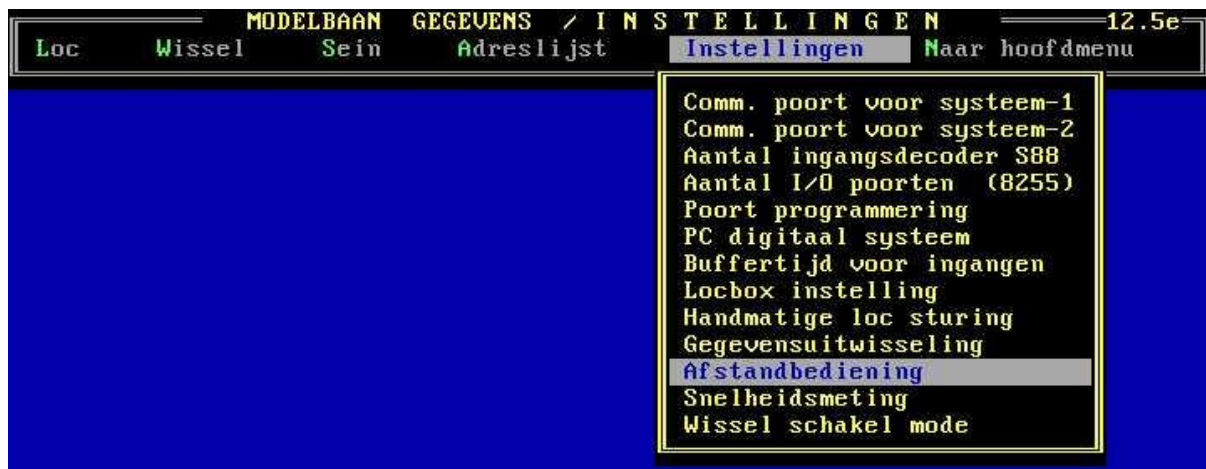 MODELBAAN GEGEVENS / I N S T E L L I N G E N 12.5e
Loc Wissel Sein Adreslijst Instellingen Naar hoofdmenu
Comm. poort voor systeem-1
Comm. poort voor systeem-2
Aantal ingangsdecoder S88
Aantal I/O poorten (8255)
Poort programmering
PC digitaal systeem
Buffertijd voor ingangen
Locbox instelling
Handmatige loc sturing
Gegevensuitwisseling
Afstandbediening
Snelheidsmeting
Wissel schakel mode